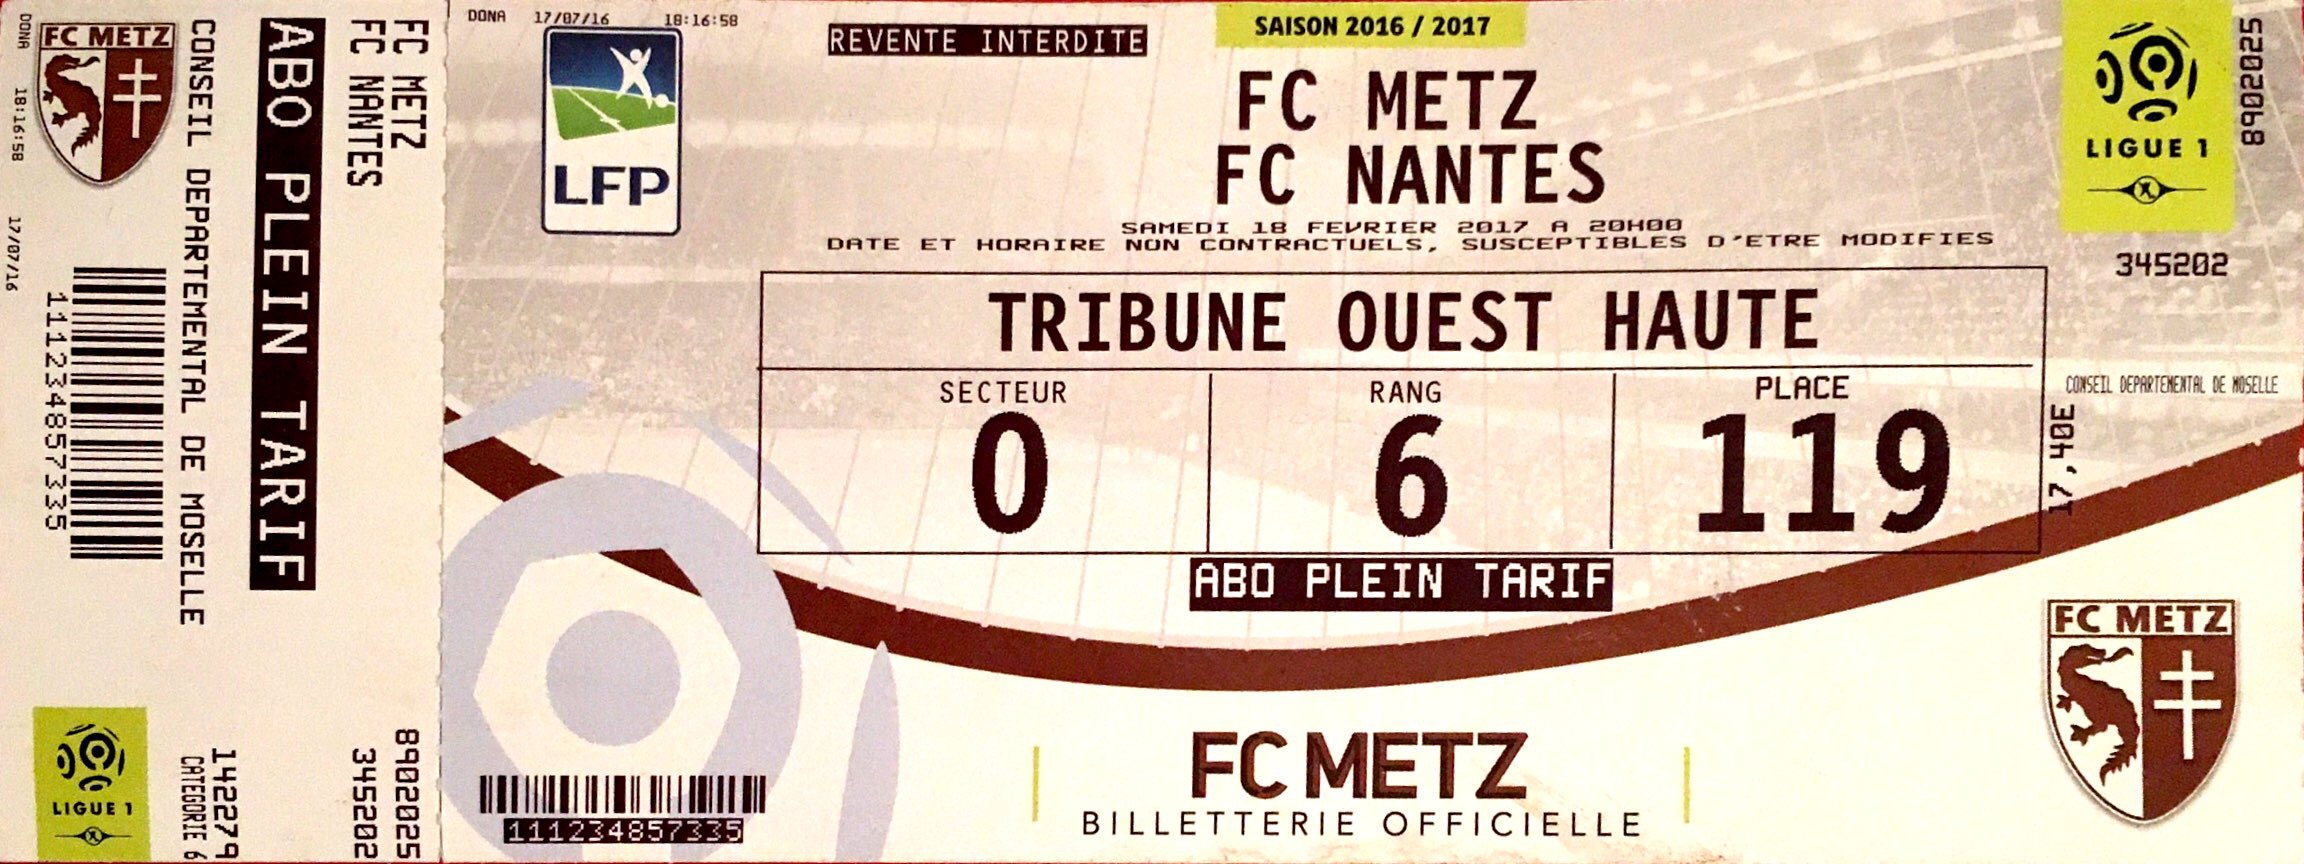 DONA 17/07/16 18:16:58
FC METZ
CONSEIL DEPARTEMENTAL DE MOSELLE
ABO PLEIN TARIF
FC METZ
FC NANTES
111234857335
LIGUE 1
142279
CATEGORIE 6
8902025
345202
DONA 17/07/16 18:16:58
LFP
REVENTE INTERDITE
SAISON 2016 / 2017
FC METZ
FC NANTES
SAMEDI 18 FEVRIER 2017 A 20H00
DATE ET HORAIRE NON CONTRACTUELS, SUSCEPTIBLES D'ETRE MODIFIES
LIGUE 1
8902025
345202
TRIBUNE OUEST HAUTE
SECTEUR RANG PLACE
0 6 119
CONSEIL DEPARTEMENTAL DE MOSELLE
17,40E
ABO PLEIN TARIF
FC METZ
FC METZ
BILLETTERIE OFFICIELLE
111234857335